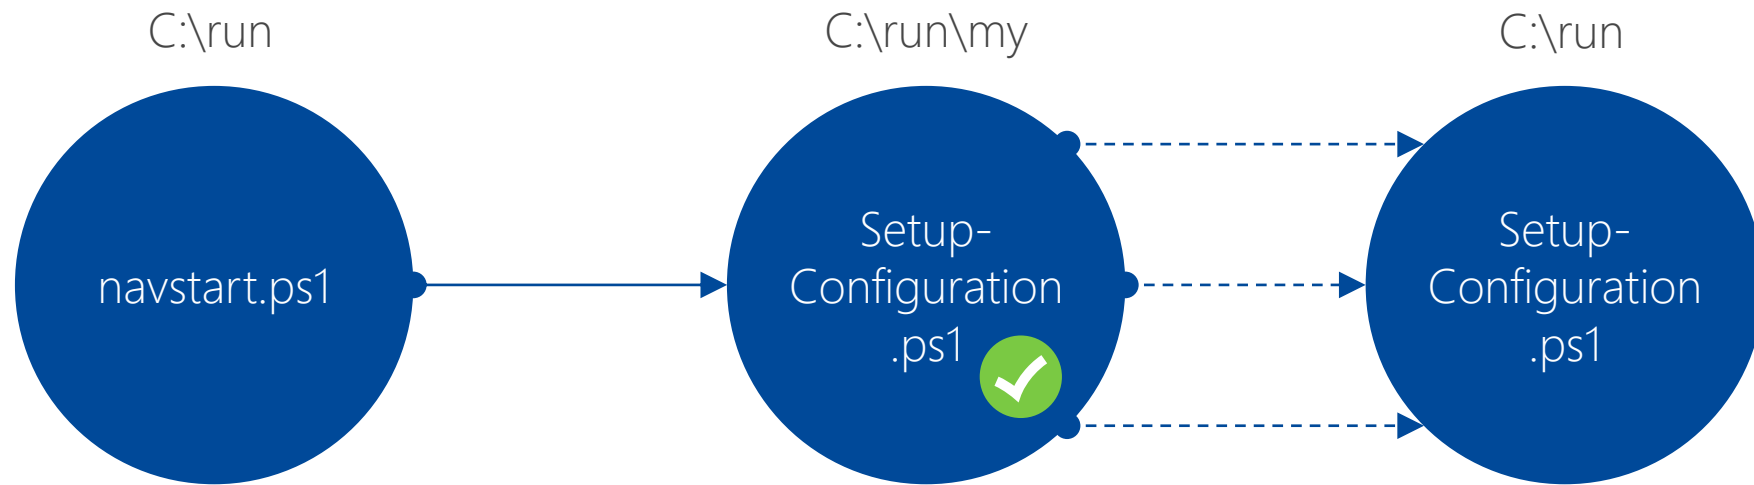 C:\run
C:\run\my
C:\run
navstart.ps1
Setup-
Configuration
.ps1
Setup-
Configuration
.ps1